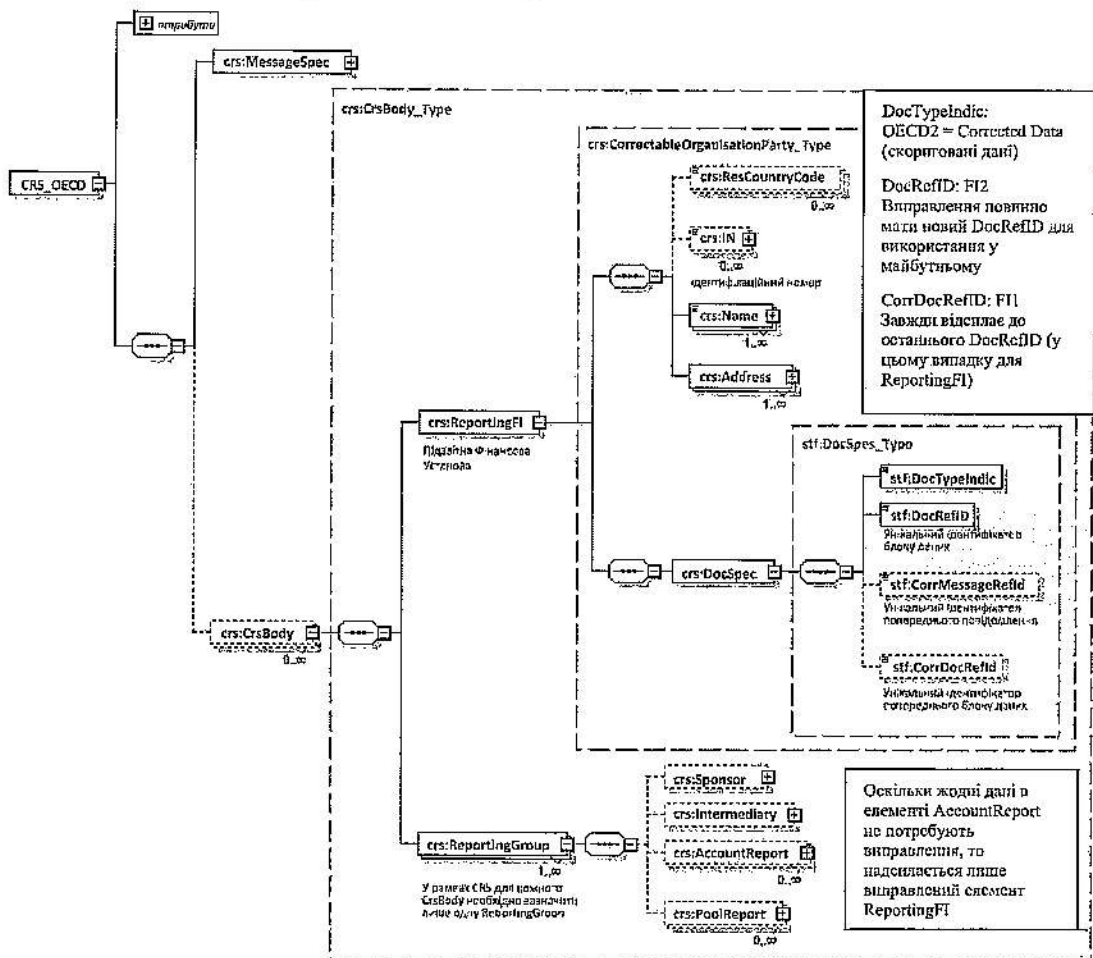 атрибути
crs:MessageSpec
crs:CrsBody_Type
CRS_OECD
crs:CorrectableOrganisationParty_Type
crs:ResCountryCode
0..∞
crs:IN
0..∞
Ідентифікаційний номер
crs:Name
1..∞
crs:Address
1..∞
DocTypeIndic:
OECD2 = Corrected Data
(скориговані дані)
DocRefID: FI2
Виправлення повинно
мати новий DocRefID для
використання у
майбутньому
CorrDocRefID: FI1
Завжди відсилає до
останнього DocRefID (у
цьому випадку для
ReportingFI)
crs:ReportingFI
Підзвітна Фінансова
Установа
stf:DocSpes_Type
stf:DocTypeIndic
stf:DocRefID
Унікальний ідентифікатор
блоку даних
crs:DocSpec
stf:CorrMessageRefId
Унікальний ідентифікатор
попереднього повідомлення
stf:CorrDocRefId
Унікальний ідентифікатор
попереднього блоку даних
crs:CrsBody
0..∞
crs:ReportingGroup
1..∞
У рамках CRS для кожного
CrsBody необхідно зазначити
лише одну ReportingGroup
crs:Sponsor
crs:Intermediary
crs:AccountReport
0..∞
crs:PoolReport
0..∞
Оскільки жодні дані в
елементі AccountReport
не потребують
виправлення, то
надсилається лише
виправлений елемент
ReportingFI